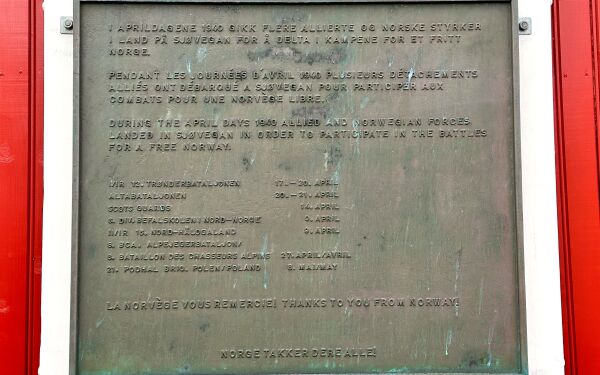 I APRILDAGENE 1940 GIKK FLERE ALLIERTE OG NORSKE STYRKER
I LAND PÅ SJØVEGAN FOR Å DELTA I KAMPENE FOR ET FRITT
NORGE.
PENDANT LES JOURNÉES D'AVRIL 1940 PLUSIEURS DÉTACHEMENTS
ALLIÉS ONT DÉBARQUÉ A SJØVEGAN POUR PARTICIPER AUX
COMBATS POUR UNE NORVÈGE LIBRE.
DURING THE APRIL DAYS 1940 ALLIED AND NORWEGIAN FORCES
LANDED IN SJØVEGAN IN ORDER TO PARTICIPATE IN THE BATTLES
FOR A FREE NORWAY.
I/IR 12. TRØNDERBATALJONEN 17.–20. APRIL
ALTABATALJONEN 20.–21. APRIL
SCOTS GUARDS 14. APRIL
6. DIV. BEFALSKOLEN I NORD-NORGE 9. APRIL
II/IR 15. NORD-HÅLOGALAND 9. APRIL
6. BCA. ALPEJEGERBATALJON/
6. BATAILLON DES CHASSEURS ALPINS 27. APRIL/AVRIL
21. PODHAL BRIG. POLEN/POLAND 8. MAI/MAY
LA NORVÈGE VOUS REMERCIE! THANKS TO YOU FROM NORWAY!
NORGE TAKKER DERE ALLE!